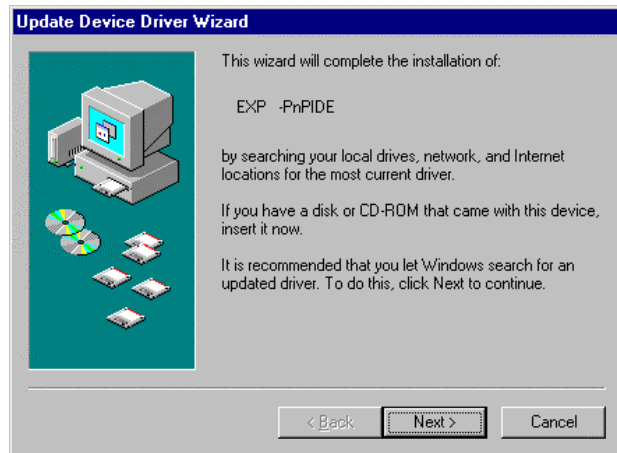 Update Device Driver Wizard
This wizard will complete the installation of:
EXP -PnPIDE
by searching your local drives, network, and Internet
locations for the most current driver.
If you have a disk or CD-ROM that came with this device,
insert it now.
It is recommended that you let Windows search for an
updated driver. To do this, click Next to continue.
< Back Next > Cancel